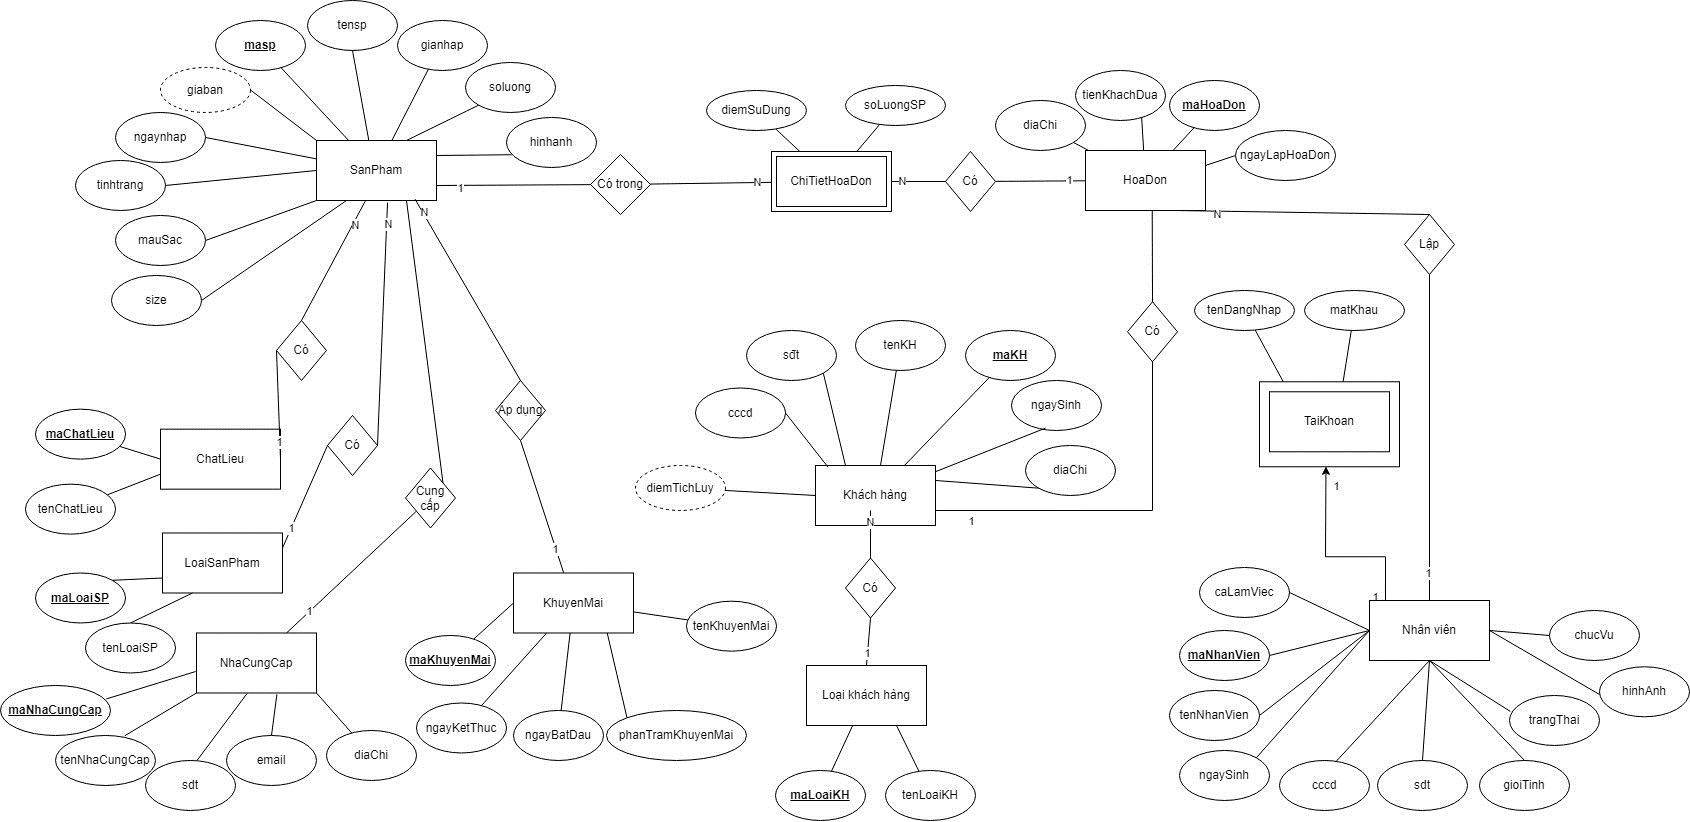 tensp
masp
gianhap
giaban
soluong
ngaynhap
hinhanh
SanPham
tinhtrang
mauSac
size
1
Có trong
N
diemSuDung
soLuongSP
ChiTietHoaDon
N
Có
1
diaChi
tienKhachDua
maHoaDon
ngayLapHoaDon
HoaDon
N
Lập
N
N
N
Có
Có
Cung
cấp
Áp dụng
1
1
1
1
maChatLieu
ChatLieu
tenChatLieu
LoaiSanPham
maLoaiSP
tenLoaiSP
NhaCungCap
maNhaCungCap
tenNhaCungCap
sdt
email
diaChi
KhuyenMai
maKhuyenMai
tenKhuyenMai
ngayKetThuc
ngayBatDau
phanTramKhuyenMai
sđt
tenKH
maKH
cccd
ngaySinh
diemTichLuy
Khách hàng
diaChi
Có
1
N
Có
1
Loại khách hàng
maLoaiKH
tenLoaiKH
tenDangNhap
matKhau
TaiKhoan
1
1
1
caLamViec
Nhân viên
chucVu
maNhanVien
hinhAnh
tenNhanVien
trangThai
ngaySinh
cccd
sdt
gioiTinh